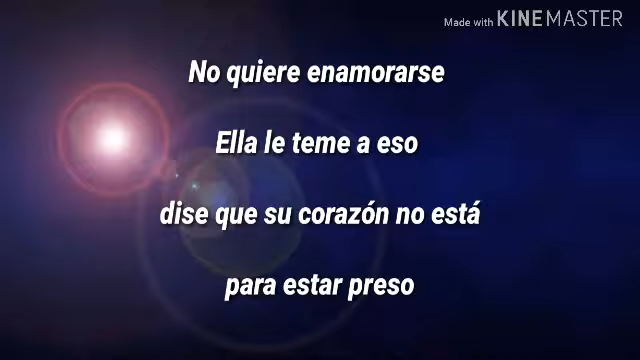 Made with KINEMASTER
No quiere enamorarse
Ella le teme a eso
dise que su corazón no está
para estar preso